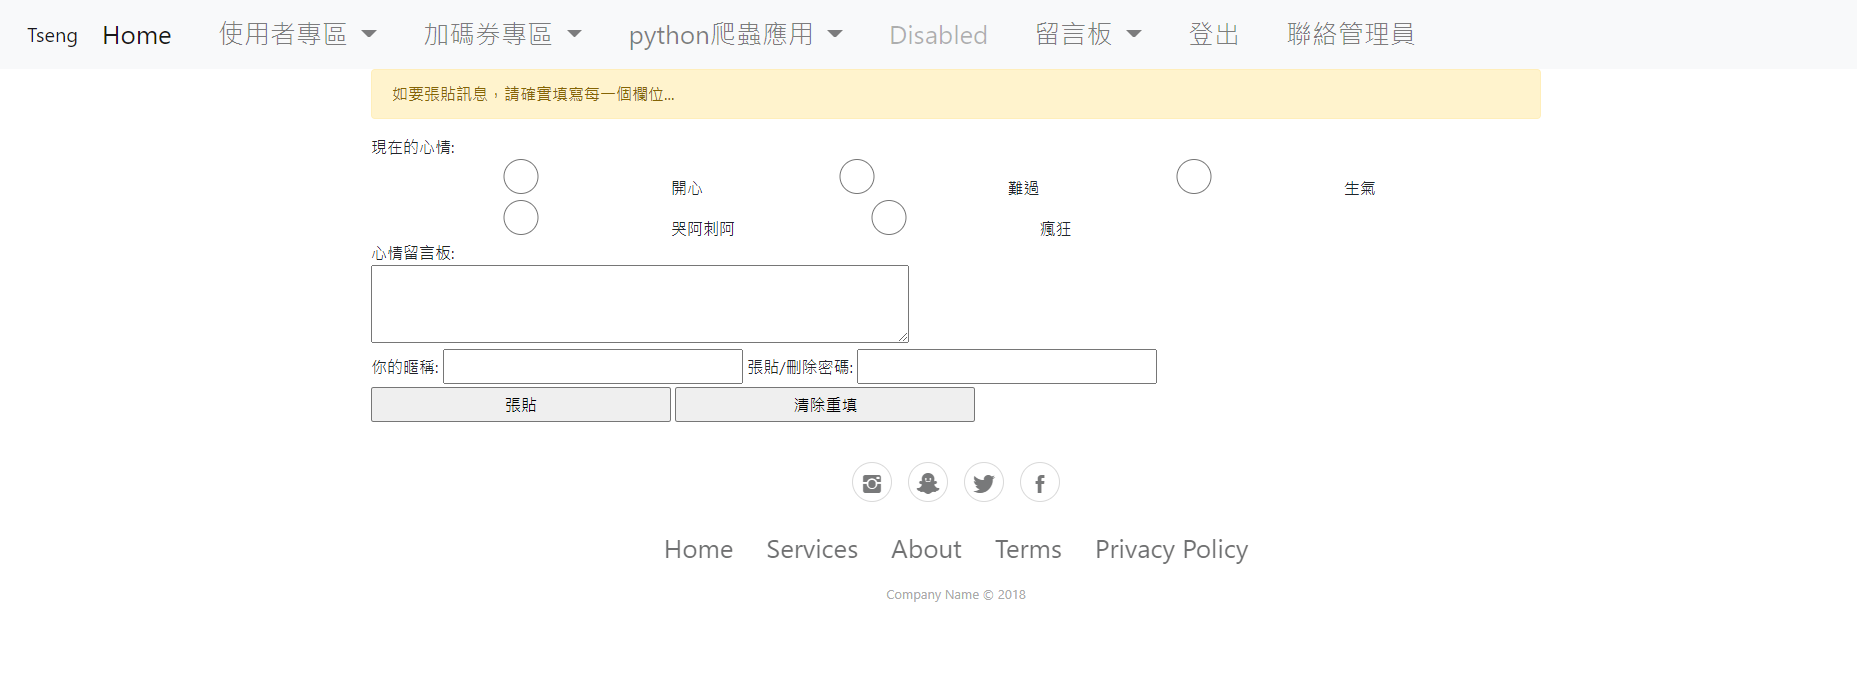 Tseng Home 使用者專區 加碼券專區 python爬蟲應用 Disabled 留言板 登出 聯絡管理員
如要張貼訊息，請確實填寫每一個欄位...
現在的心情:
開心 難過 生氣
哭阿刺阿 瘋狂
心情留言板:
你的暱稱: 張貼/刪除密碼:
張貼 清除重填
Home Services About Terms Privacy Policy
Company Name © 2018